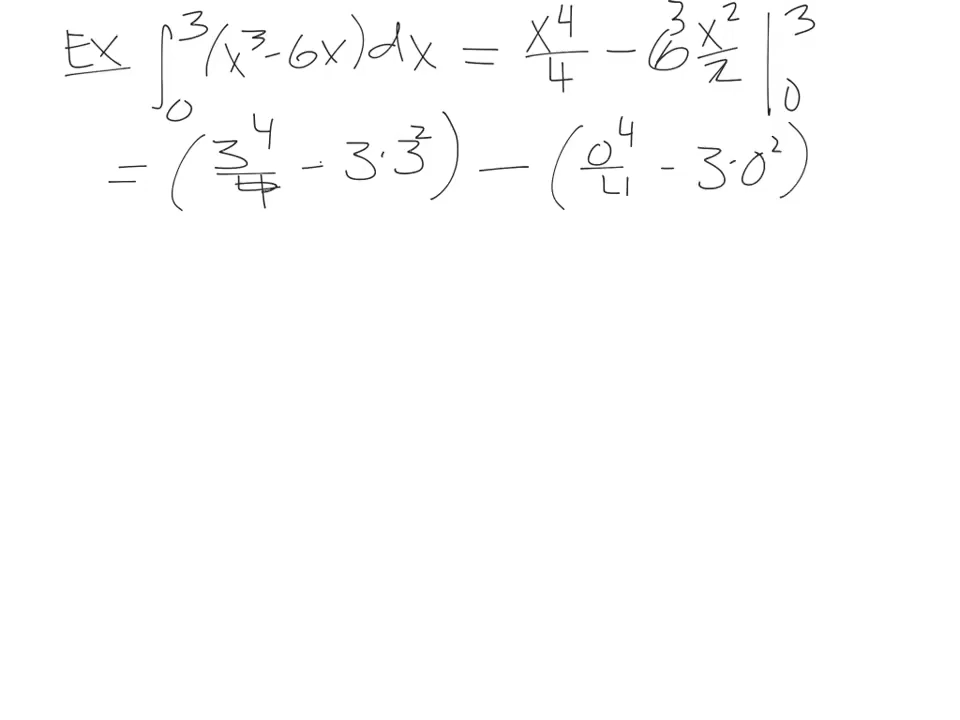 Ex ∫₀³ (x³ - 6x) dx = x⁴/4 - 6³ x²/2 |₀³
= (3⁴/4 - 3·3²) - (0⁴/4 - 3·0²)